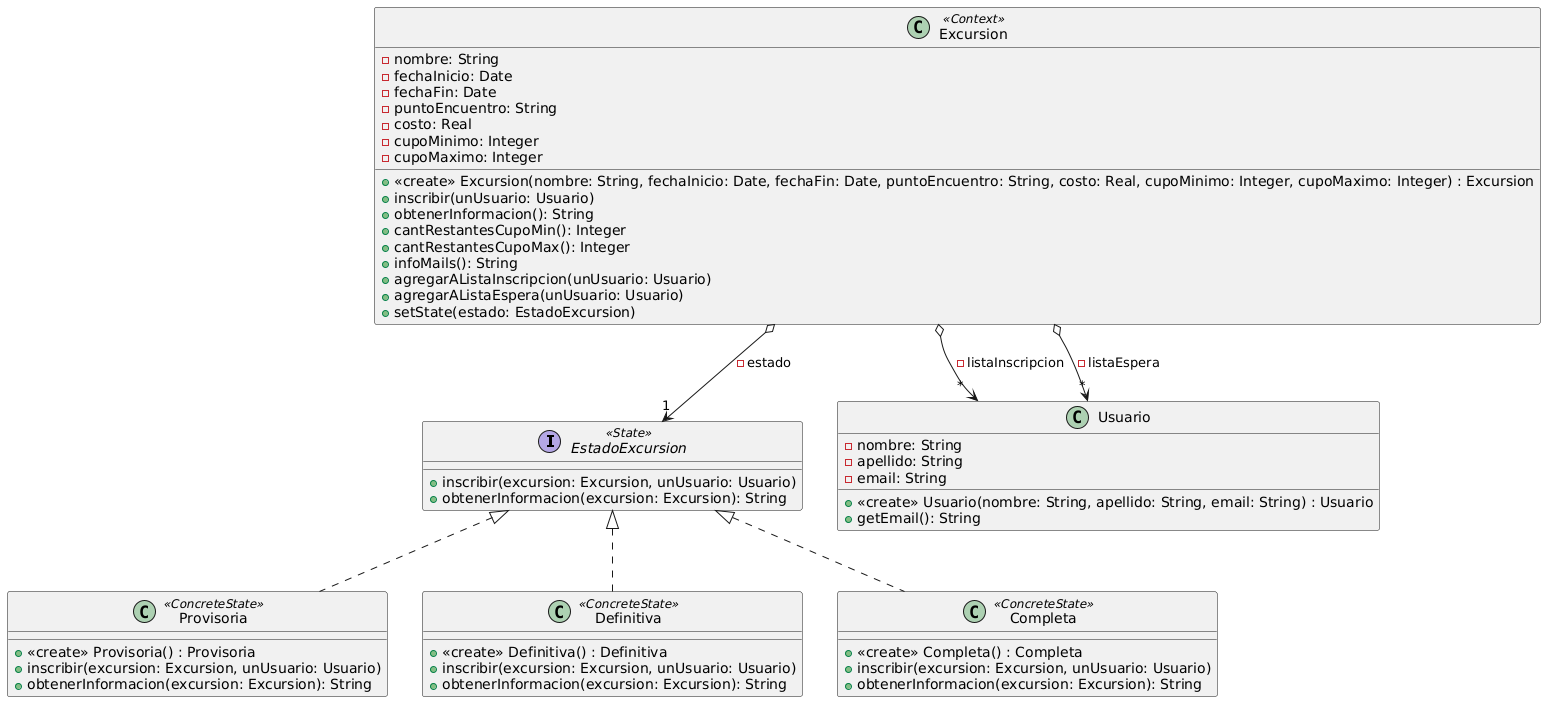 «Context»
C Excursion
nombre: String
fechaInicio: Date
fechaFin: Date
puntoEncuentro: String
costo: Real
cupoMinimo: Integer
cupoMaximo: Integer
«create» Excursion(nombre: String, fechaInicio: Date, fechaFin: Date, puntoEncuentro: String, costo: Real, cupoMinimo: Integer, cupoMaximo: Integer) : Excursion
inscribir(unUsuario: Usuario)
obtenerInformacion(): String
cantRestantesCupoMin(): Integer
cantRestantesCupoMax(): Integer
infoMails(): String
agregarAListaInscripcion(unUsuario: Usuario)
agregarAListaEspera(unUsuario: Usuario)
setState(estado: EstadoExcursion)
estado
listaInscripcion
listaEspera
1
*
*
«State»
I EstadoExcursion
inscribir(excursion: Excursion, unUsuario: Usuario)
obtenerInformacion(excursion: Excursion): String
C Usuario
nombre: String
apellido: String
email: String
«create» Usuario(nombre: String, apellido: String, email: String) : Usuario
getEmail(): String
«ConcreteState»
C Provisoria
«create» Provisoria() : Provisoria
inscribir(excursion: Excursion, unUsuario: Usuario)
obtenerInformacion(excursion: Excursion): String
«ConcreteState»
C Definitiva
«create» Definitiva() : Definitiva
inscribir(excursion: Excursion, unUsuario: Usuario)
obtenerInformacion(excursion: Excursion): String
«ConcreteState»
C Completa
«create» Completa() : Completa
inscribir(excursion: Excursion, unUsuario: Usuario)
obtenerInformacion(excursion: Excursion): String